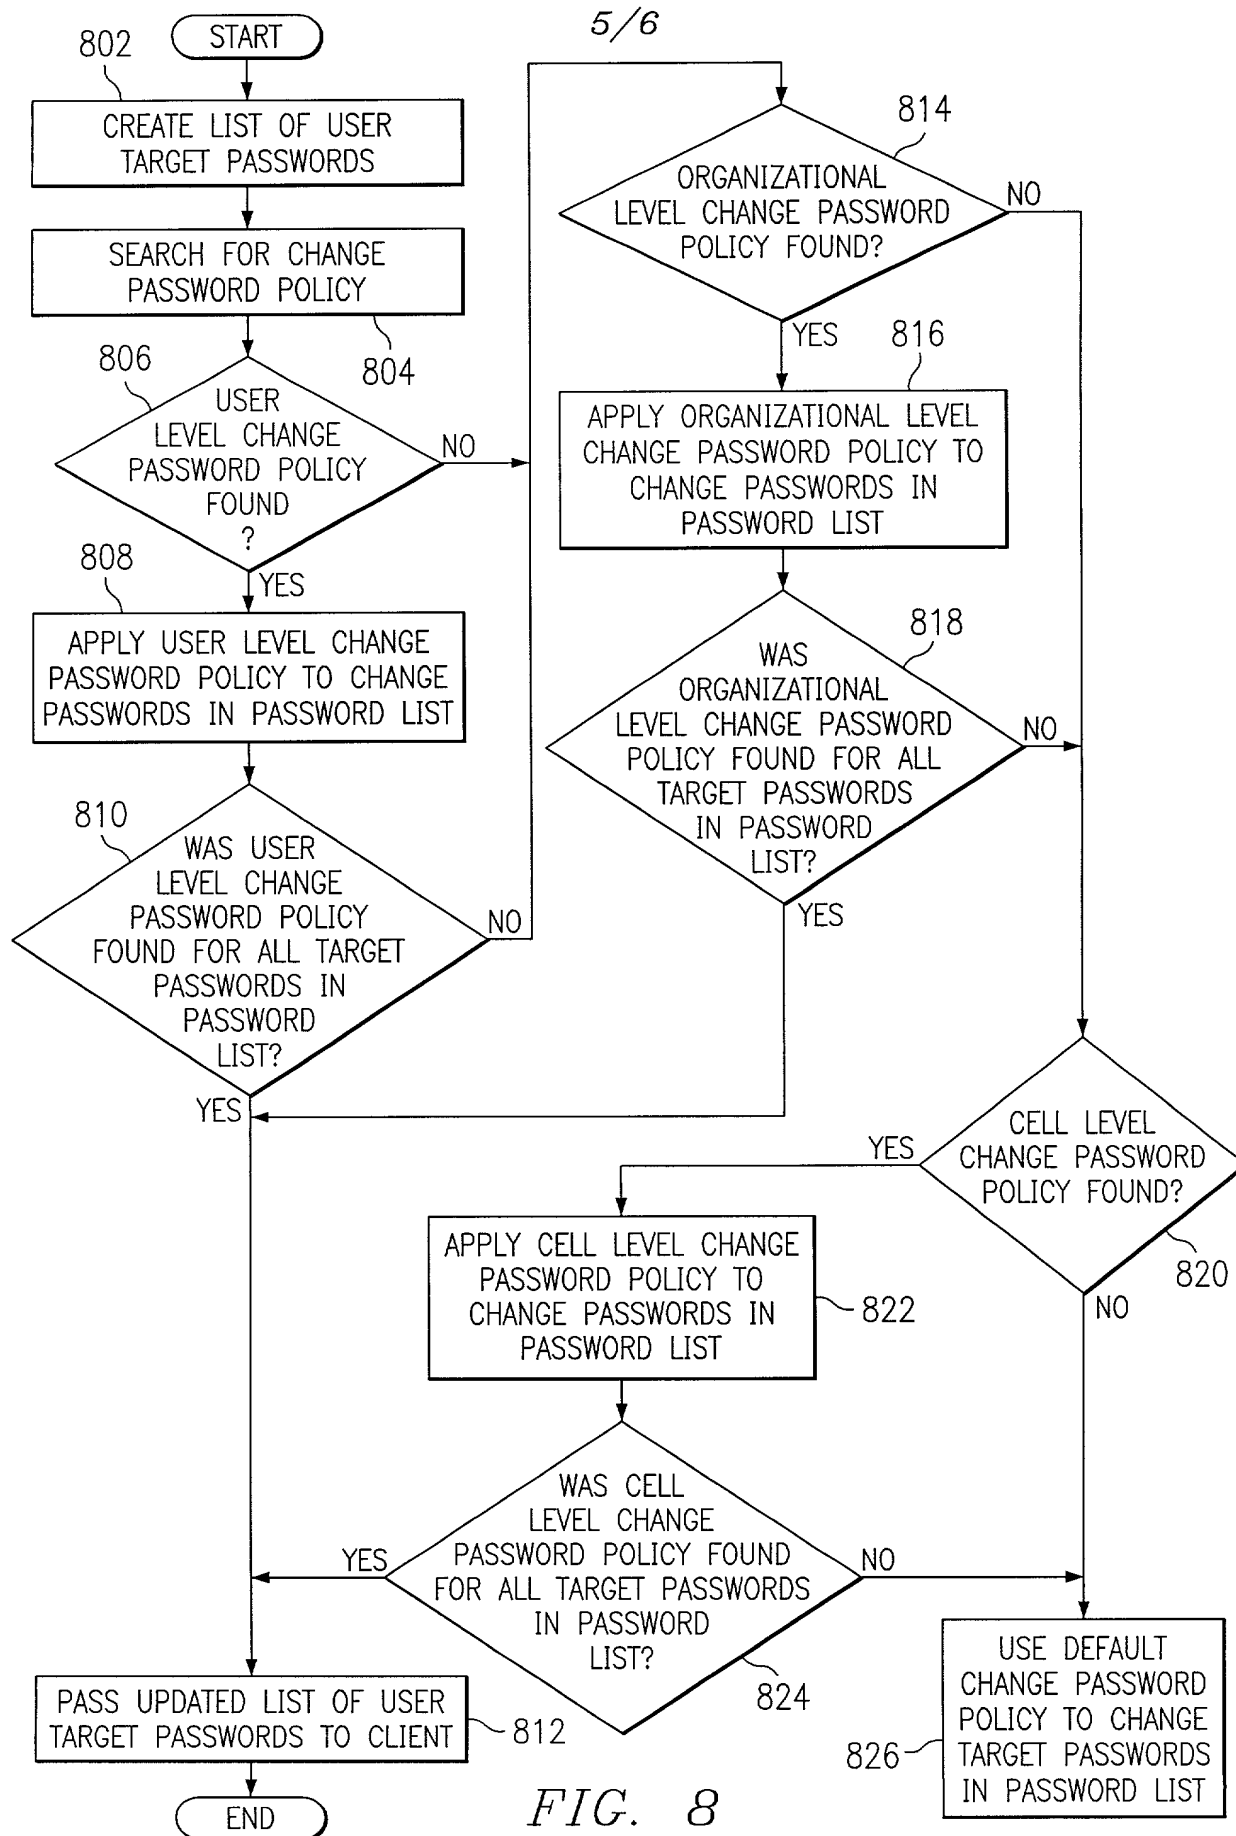 5/6
START
802
CREATE LIST OF USER
TARGET PASSWORDS
SEARCH FOR CHANGE
PASSWORD POLICY
804
806
USER
LEVEL CHANGE
PASSWORD POLICY
FOUND
?
NO
YES
808
APPLY USER LEVEL CHANGE
PASSWORD POLICY TO CHANGE
PASSWORDS IN PASSWORD LIST
810
WAS USER
LEVEL CHANGE
PASSWORD POLICY
FOUND FOR ALL TARGET
PASSWORDS IN
PASSWORD
LIST?
NO
YES
814
ORGANIZATIONAL
LEVEL CHANGE PASSWORD
POLICY FOUND?
NO
YES
816
APPLY ORGANIZATIONAL LEVEL
CHANGE PASSWORD POLICY TO
CHANGE PASSWORDS IN
PASSWORD LIST
818
WAS
ORGANIZATIONAL
LEVEL CHANGE PASSWORD
POLICY FOUND FOR ALL
TARGET PASSWORDS
IN PASSWORD
LIST?
NO
YES
CELL LEVEL
CHANGE PASSWORD
POLICY FOUND?
YES
820
NO
APPLY CELL LEVEL CHANGE
PASSWORD POLICY TO
CHANGE PASSWORDS IN
PASSWORD LIST
822
WAS CELL
LEVEL CHANGE
PASSWORD POLICY FOUND
FOR ALL TARGET PASSWORDS
IN PASSWORD
LIST?
YES
NO
824
USE DEFAULT
CHANGE PASSWORD
POLICY TO CHANGE
TARGET PASSWORDS
IN PASSWORD LIST
826
PASS UPDATED LIST OF USER
TARGET PASSWORDS TO CLIENT
812
END
FIG. 8